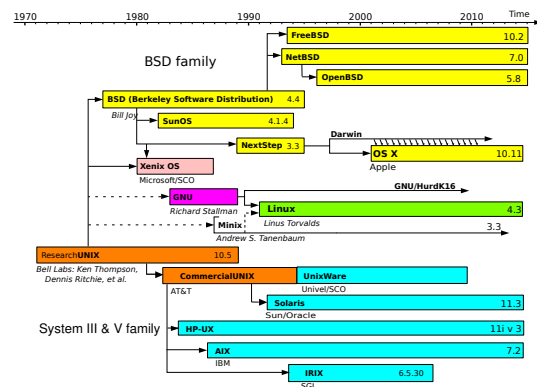 1970 1980 1990 2000 2010 Time
FreeBSD 10.2
BSD family
NetBSD 7.0
OpenBSD 5.8
BSD (Berkeley Software Distribution) 4.4
Bill Joy
SunOS 4.1.4
Darwin
NextStep 3.3
OS X 10.11
Apple
Xenix OS
Microsoft/SCO
GNU/HurdK16
GNU
Richard Stallman
Linux 4.3
Linus Torvalds
Minix 3.3
Andrew S. Tanenbaum
ResearchUNIX 10.5
Bell Labs: Ken Thompson,
Dennis Ritchie, et al.
CommercialUNIX UnixWare
AT&T Univel/SCO
Solaris 11.3
Sun/Oracle
System III & V family
HP-UX 11i v 3
AIX 7.2
IBM
IRIX 6.5.30
SGI